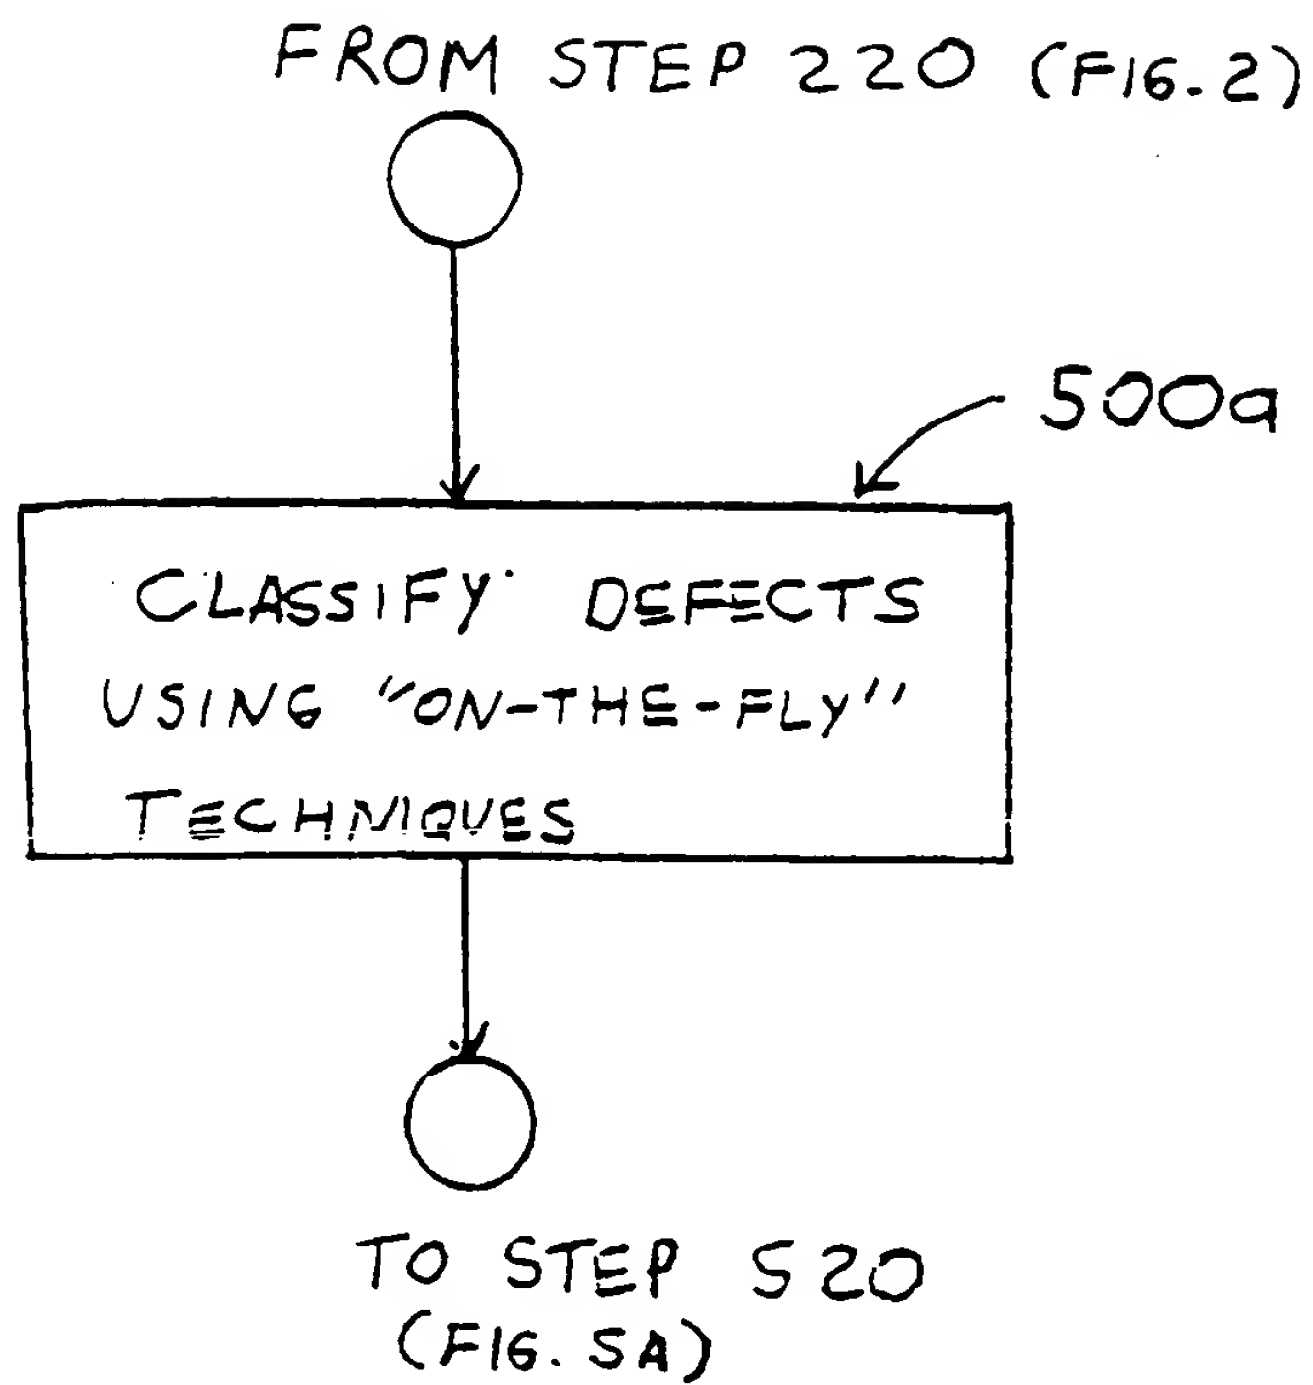 FROM STEP 220 (FIG. 2)
500a
CLASSIFY DEFECTS
USING "ON-THE-FLY"
TECHNIQUES
TO STEP 520
(FIG. 5A)